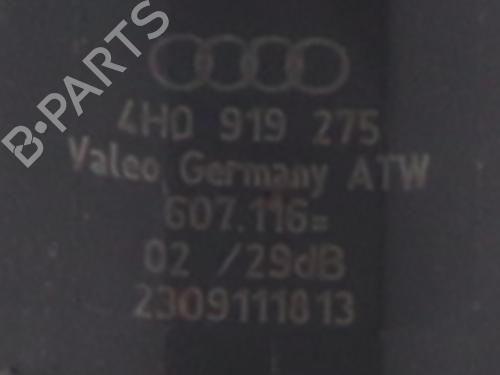 B-PARTS
4H0 919 275
Valeo Germany ATW
607.116=
02 /29dB
2309111813